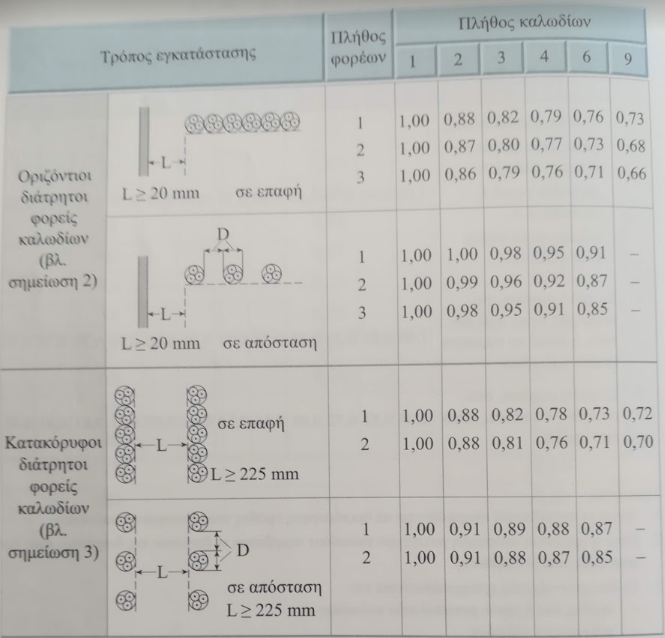 Τρόπος εγκατάστασης Πλήθος φορέων Πλήθος καλωδίων
1 2 3 4 6 9
Οριζόντιοι
διάτρητοι
φορείς
καλωδίων
(βλ.
σημείωση 2)
L
L ≥ 20 mm σε επαφή
1 1,00 0,88 0,82 0,79 0,76 0,73
2 1,00 0,87 0,80 0,77 0,73 0,68
3 1,00 0,86 0,79 0,76 0,71 0,66
D
L
L ≥ 20 mm σε απόσταση
1 1,00 1,00 0,98 0,95 0,91 –
2 1,00 0,99 0,96 0,92 0,87 –
3 1,00 0,98 0,95 0,91 0,85 –
Κατακόρυφοι
διάτρητοι
φορείς
καλωδίων
(βλ.
σημείωση 3)
σε επαφή
L
L ≥ 225 mm
1 1,00 0,88 0,82 0,78 0,73 0,72
2 1,00 0,88 0,81 0,76 0,71 0,70
D
L
σε απόσταση
L ≥ 225 mm
1 1,00 0,91 0,89 0,88 0,87 –
2 1,00 0,91 0,88 0,87 0,85 –